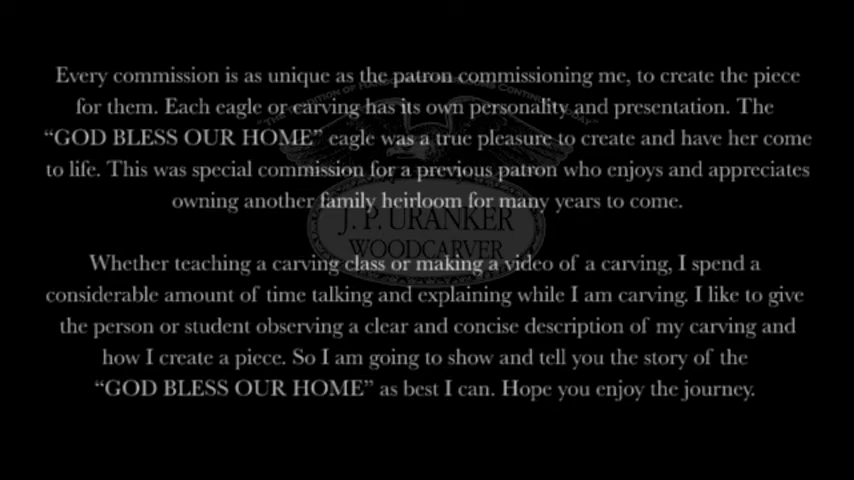 Every commission is as unique as the patron commissioning me, to create the piece
for them. Each eagle or carving has its own personality and presentation. The
“GOD BLESS OUR HOME” eagle was a true pleasure to create and have her come
to life. This was special commission for a previous patron who enjoys and appreciates
owning another family heirloom for many years to come.
J. P. URANKER
WOODCARVER
Whether teaching a carving class or making a video of a carving, I spend a
considerable amount of time talking and explaining while I am carving. I like to give
the person or student observing a clear and concise description of my carving and
how I create a piece. So I am going to show and tell you the story of the
“GOD BLESS OUR HOME” as best I can. Hope you enjoy the journey.